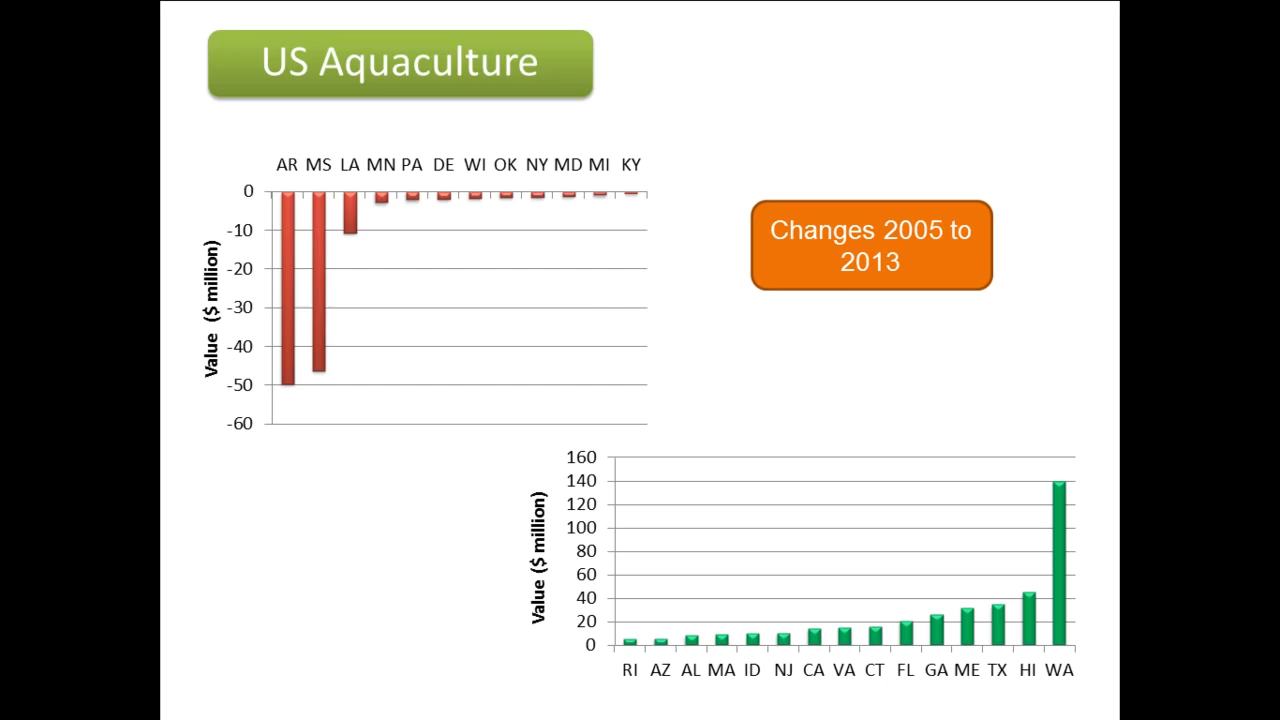 US Aquaculture
AR MS LA MN PA DE WI OK NY MD MI KY
0
-10
-20
-30
-40
-50
-60
Value ($ million)
Changes 2005 to
2013
160
140
120
100
80
60
40
20
0
Value ($ million)
RI AZ AL MA ID NJ CA VA CT FL GA ME TX HI WA